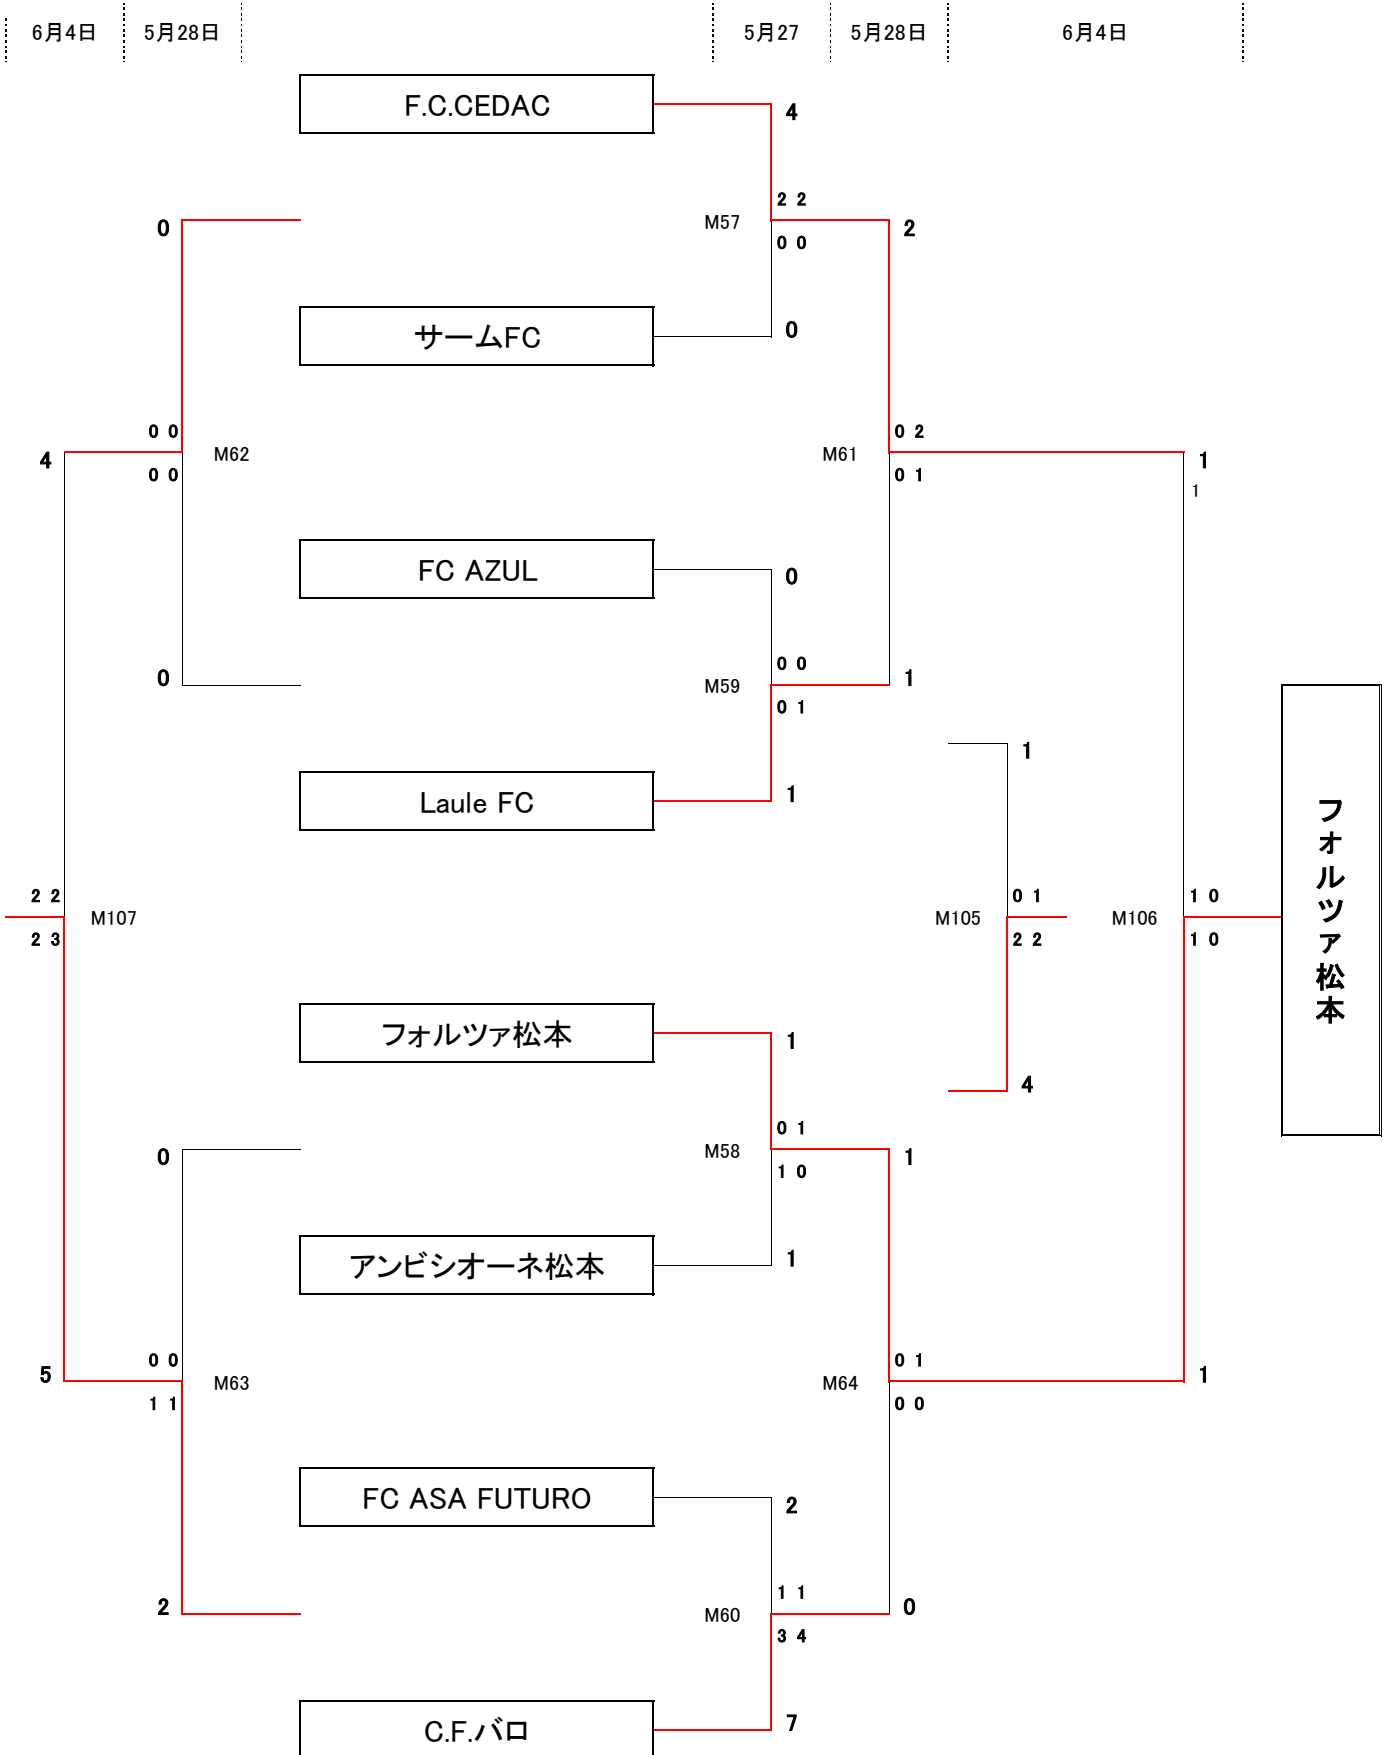 6月4日 5月28日 5月27 5月28日 6月4日
F.C.CEDAC 4
2 2
0 M57 2
0 0
サームFC 0
0 0 0 2
4 M62 M61 1
0 0 0 1 1
FC AZUL 0
0 0
0 M59 1
0 1
1
Laule FC 1
フォルツァ松本
2 2 0 1 1 0
M107 M105 M106
2 3 2 2 1 0
フォルツァ松本 1
4
0 1
0 M58 1
1 0
アンビシオーネ松本 1
0 0 0 1
5 M63 M64 1
1 1 0 0
FC ASA FUTURO 2
1 1
2 M60 0
3 4
C.F.バロ 7